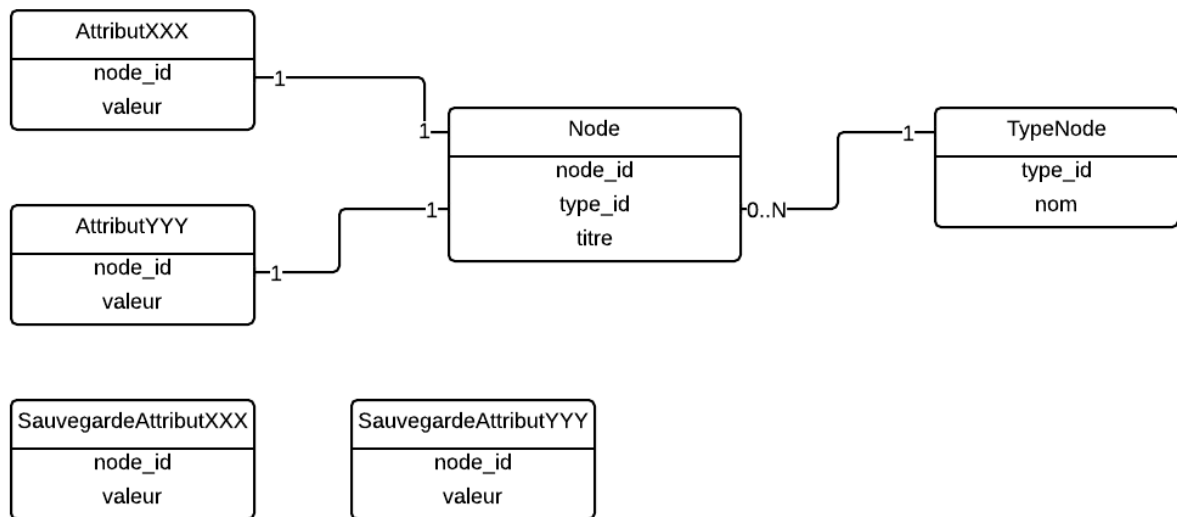 AttributXXX
node_id
valeur
1
1
Node
node_id
type_id
titre
0..N
1
TypeNode
type_id
nom
AttributYYY
node_id
valeur
1
1
SauvegardeAttributXXX
node_id
valeur
SauvegardeAttributYYY
node_id
valeur